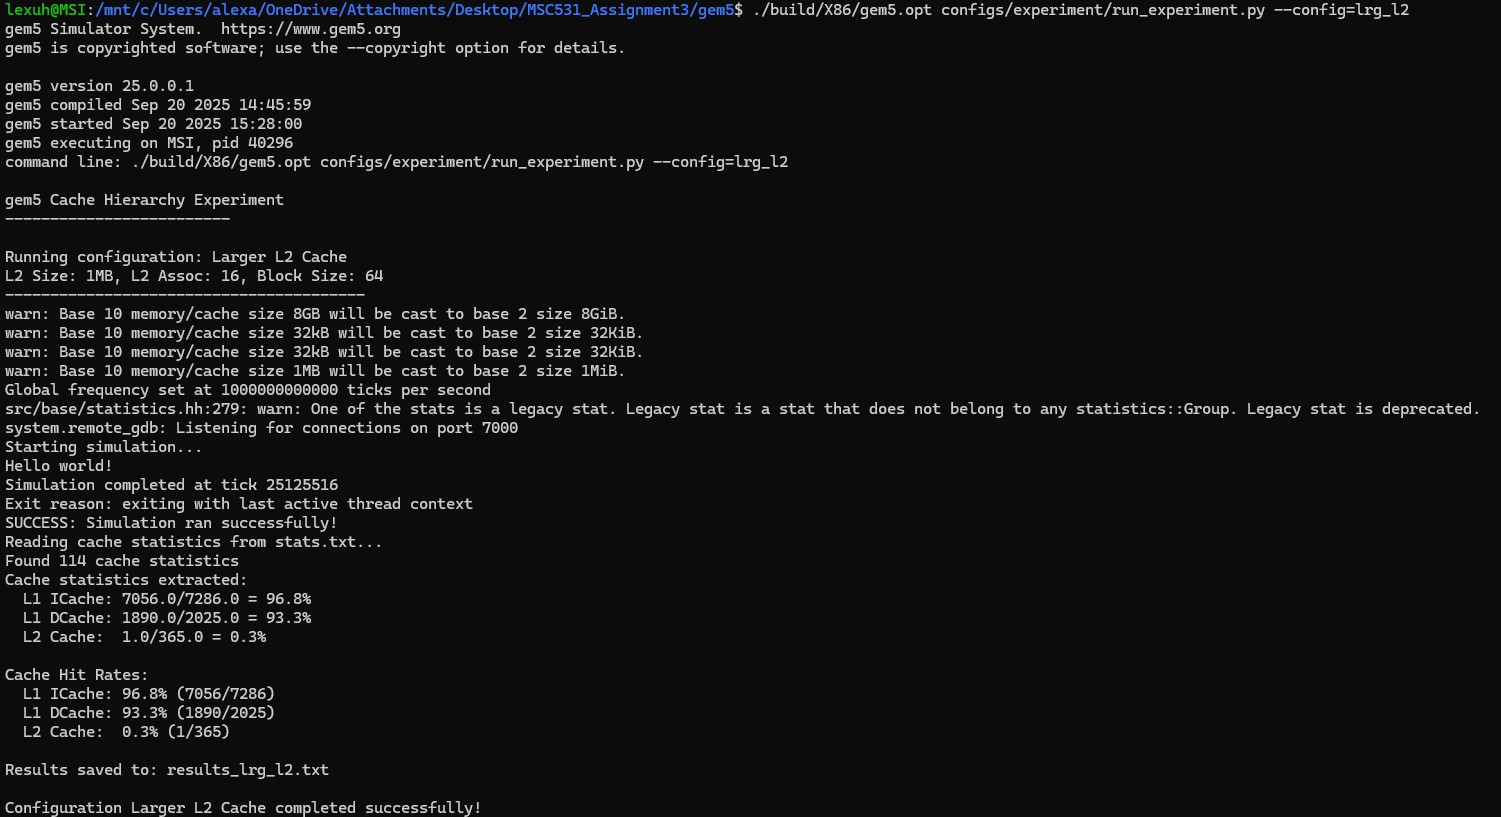 lexuh@MSI:/mnt/c/Users/alexa/OneDrive/Attachments/Desktop/MSC531_Assignment3/gem5$ ./build/X86/gem5.opt configs/experiment/run_experiment.py --config=lrg_l2
gem5 Simulator System.  https://www.gem5.org
gem5 is copyrighted software; use the --copyright option for details.

gem5 version 25.0.0.1
gem5 compiled Sep 20 2025 14:45:59
gem5 started Sep 20 2025 15:28:00
gem5 executing on MSI, pid 40296
command line: ./build/X86/gem5.opt configs/experiment/run_experiment.py --config=lrg_l2

gem5 Cache Hierarchy Experiment
-------------------------

Running configuration: Larger L2 Cache
L2 Size: 1MB, L2 Assoc: 16, Block Size: 64
----------------------------------------
warn: Base 10 memory/cache size 8GB will be cast to base 2 size 8GiB.
warn: Base 10 memory/cache size 32kB will be cast to base 2 size 32KiB.
warn: Base 10 memory/cache size 32kB will be cast to base 2 size 32KiB.
warn: Base 10 memory/cache size 1MB will be cast to base 2 size 1MiB.
Global frequency set at 1000000000000 ticks per second
src/base/statistics.hh:279: warn: One of the stats is a legacy stat. Legacy stat is a stat that does not belong to any statistics::Group. Legacy stat is deprecated.
system.remote_gdb: Listening for connections on port 7000
Starting simulation...
Hello world!
Simulation completed at tick 25125516
Exit reason: exiting with last active thread context
SUCCESS: Simulation ran successfully!
Reading cache statistics from stats.txt...
Found 114 cache statistics
Cache statistics extracted:
  L1 ICache: 7056.0/7286.0 = 96.8%
  L1 DCache: 1890.0/2025.0 = 93.3%
  L2 Cache:  1.0/365.0 = 0.3%

Cache Hit Rates:
  L1 ICache: 96.8% (7056/7286)
  L1 DCache: 93.3% (1890/2025)
  L2 Cache:  0.3% (1/365)

Results saved to: results_lrg_l2.txt

Configuration Larger L2 Cache completed successfully!